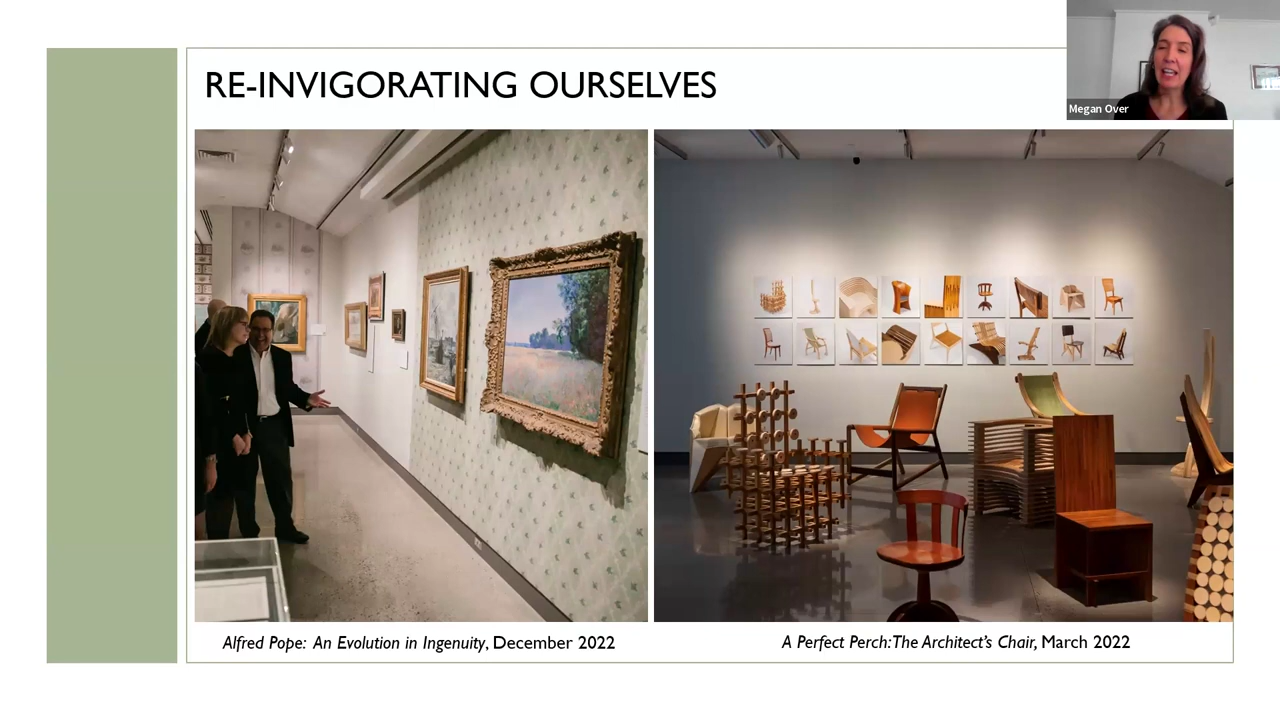 RE-INVIGORATING OURSELVES
Megan Over
Alfred Pope: An Evolution in Ingenuity, December 2022
A Perfect Perch: The Architect's Chair, March 2022